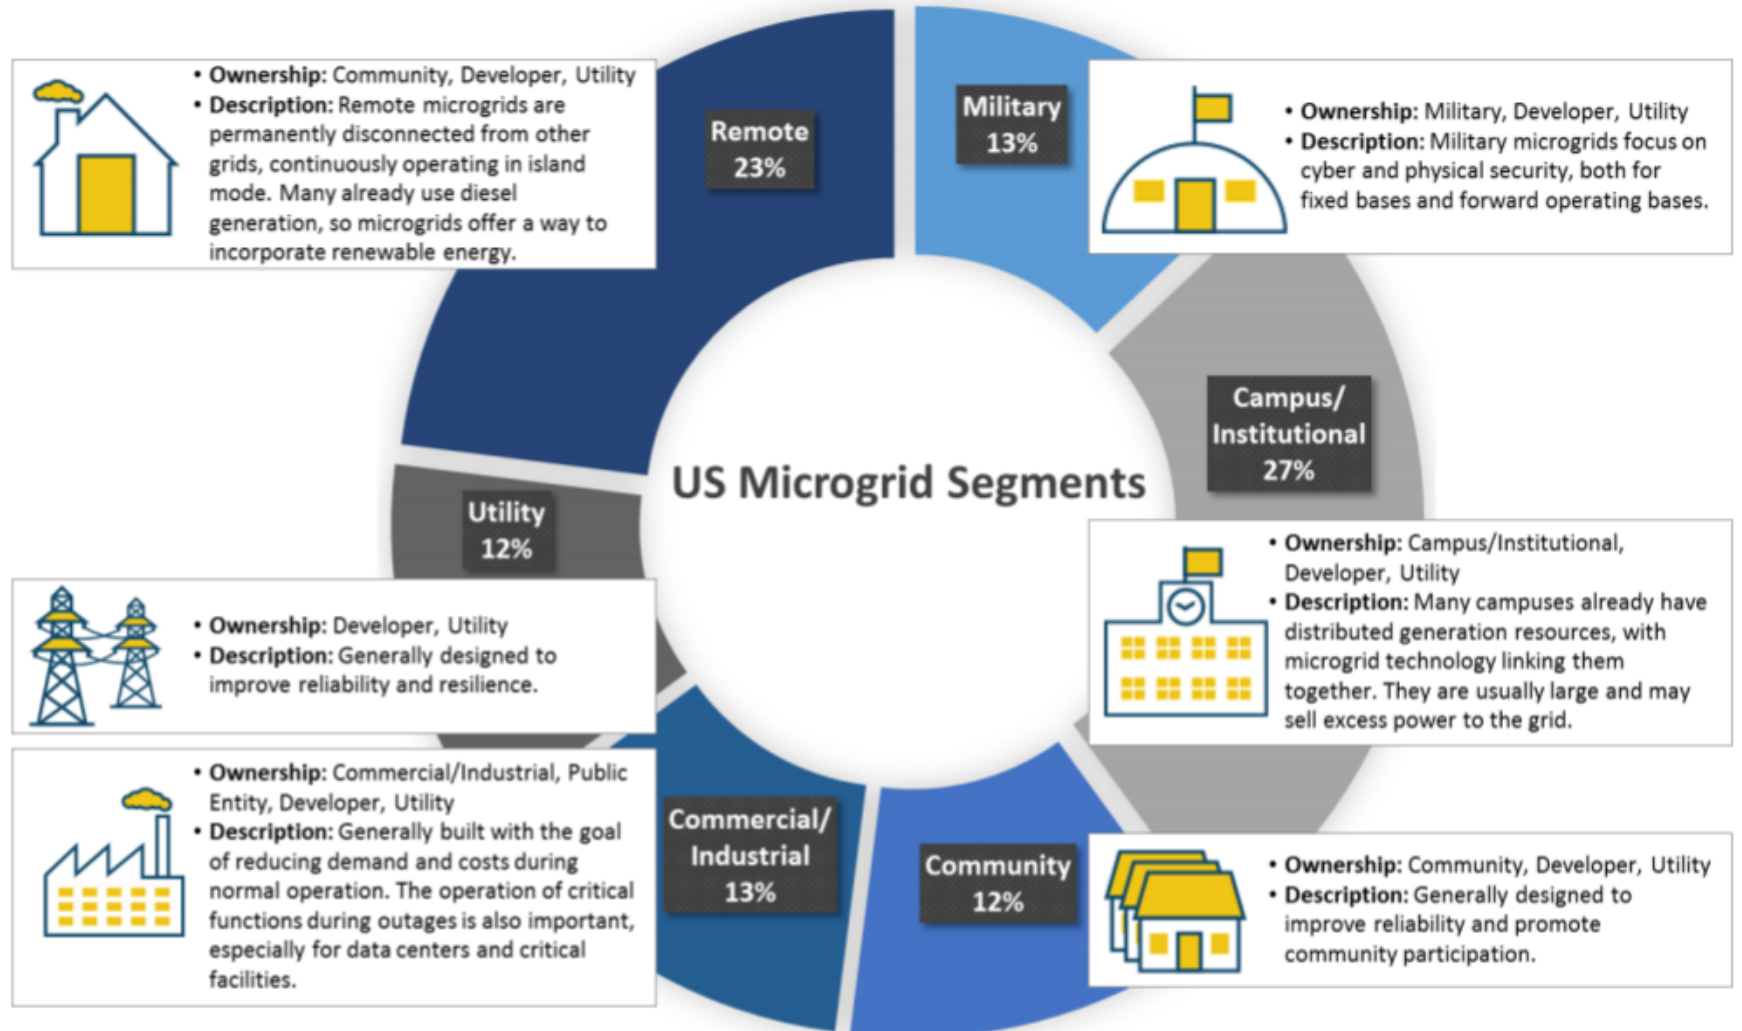 • Ownership: Community, Developer, Utility
• Description: Remote microgrids are
permanently disconnected from other
grids, continuously operating in island
mode. Many already use diesel
generation, so microgrids offer a way to
incorporate renewable energy.
Remote
23%
Military
13%
• Ownership: Military, Developer, Utility
• Description: Military microgrids focus on
cyber and physical security, both for
fixed bases and forward operating bases.
Campus/
Institutional
27%
US Microgrid Segments
Utility
12%
• Ownership: Campus/Institutional,
Developer, Utility
• Description: Many campuses already have
distributed generation resources, with
microgrid technology linking them
together. They are usually large and may
sell excess power to the grid.
• Ownership: Developer, Utility
• Description: Generally designed to
improve reliability and resilience.
• Ownership: Commercial/Industrial, Public
Entity, Developer, Utility
• Description: Generally built with the goal
of reducing demand and costs during
normal operation. The operation of critical
functions during outages is also important,
especially for data centers and critical
facilities.
Commercial/
Industrial
13%
Community
12%
• Ownership: Community, Developer, Utility
• Description: Generally designed to
improve reliability and promote
community participation.